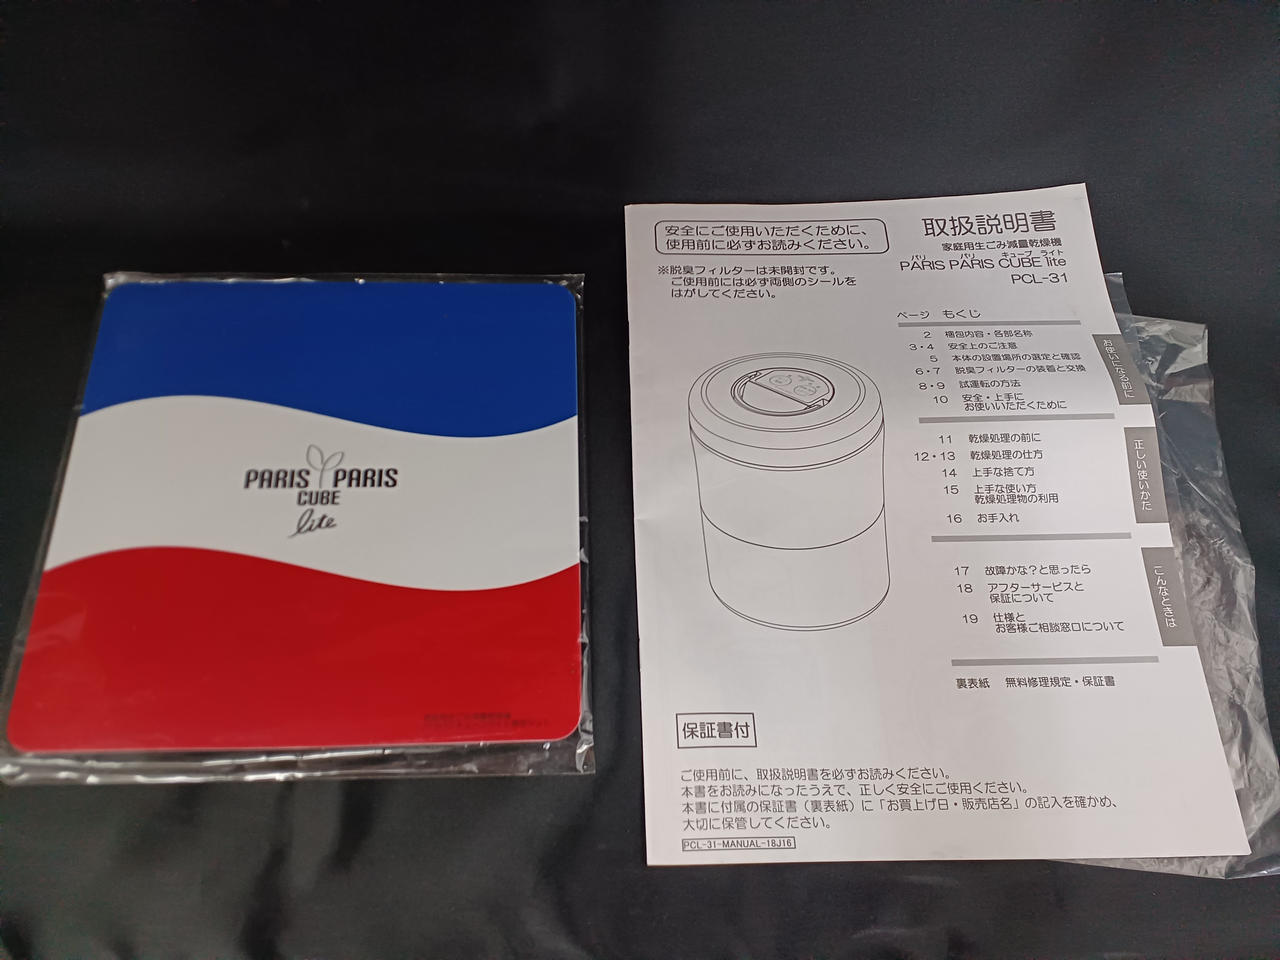 PARIS PARIS
CUBE
lite
安全にご使用いただくために、
使用前に必ずお読みください。
※脱臭フィルターは未開封です。
ご使用前には必ず両側のシールを
はがしてください。
取扱説明書
家庭用生ごみ減量乾燥機
パリ パリ キューブ ライト
PARIS PARIS CUBE lite
PCL-31
ページ もくじ
2 梱包内容・各部名称
3・4 安全上のご注意
5 本体の設置場所の選定と確認
6・7 脱臭フィルターの装着と交換
8・9 試運転の方法
10 安全・上手に
お使いいただくために
お使いになる前に
11 乾燥処理の前に
12・13 乾燥処理の仕方
14 上手な捨て方
15 上手な使い方
乾燥処理物の利用
16 お手入れ
正しい使いかた
17 故障かな?と思ったら
18 アフターサービスと
保証について
19 仕様と
お客様ご相談窓口について
こんなときは
裏表紙 無料修理規定・保証書
保証書付
ご使用前に、取扱説明書を必ずお読みください。
本書をお読みになったうえで、正しく安全にご使用ください。
本書に付属の保証書（裏表紙）に「お買上げ日・販売店名」の記入を確かめ、
大切に保管してください。
PCL-31-MANUAL-18J16